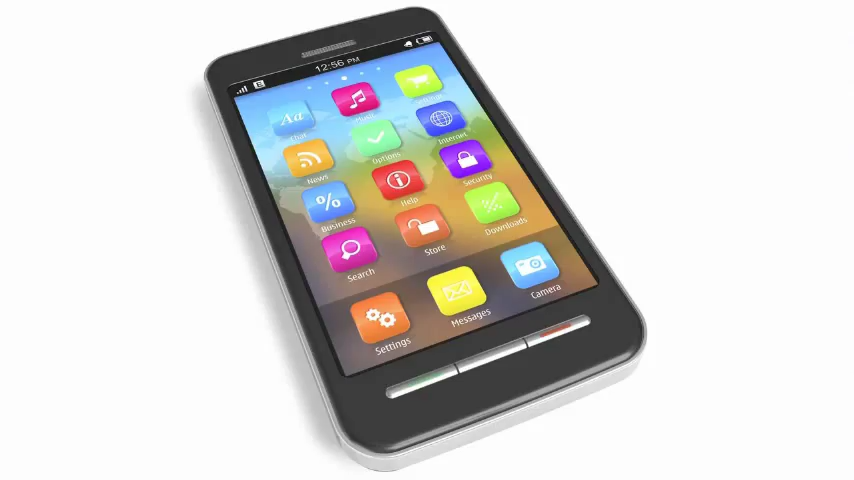 E
12:56 PM
Aa
Chat
Music
News
Options
Internet
%
Business
Help
Security
Search
Store
Downloads
Settings
Messages
Camera